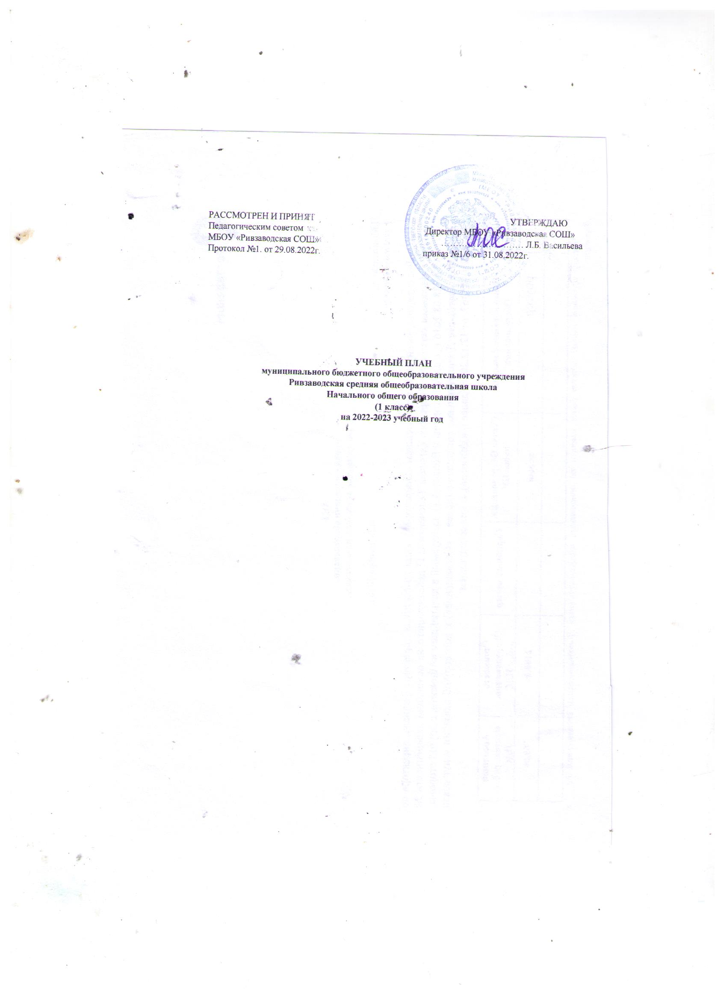 РАССМОТРЕН И ПРИНЯТ
Педагогическим советом
МБОУ «Ривзаводская СОШ»
Протокол №1. от 29.08.2022г.
УТВЕРЖДАЮ
Директор МБОУ «Ривзаводская СОШ»
................................ Л.Б. Васильева
приказ №1/6 от 31.08.2022г.
УЧЕБНЫЙ ПЛАН
муниципального бюджетного общеобразовательного учреждения
Ривзаводская средняя общеобразовательная школа
Начального общего образования
(1 класс)
на 2022-2023 учебный год